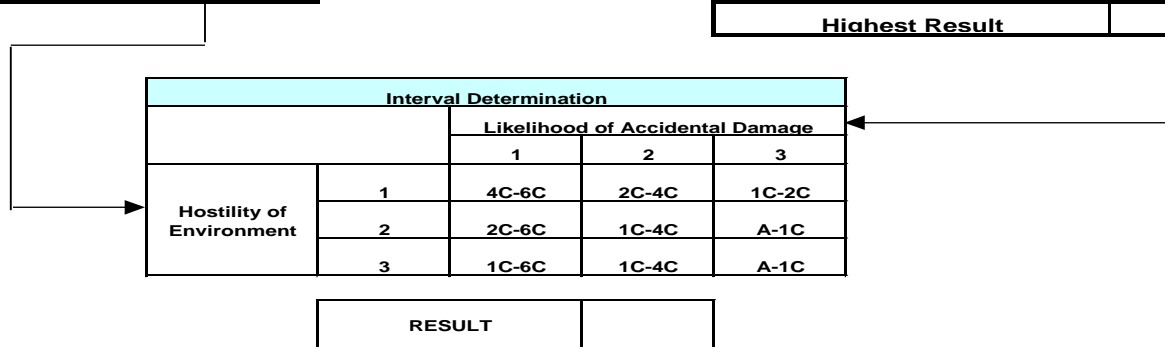 Highest Result
Interval Determination
Likelihood of Accidental Damage
1 2 3
Hostility of Environment
1 4C-6C 2C-4C 1C-2C
2 2C-6C 1C-4C A-1C
3 1C-6C 1C-4C A-1C
RESULT